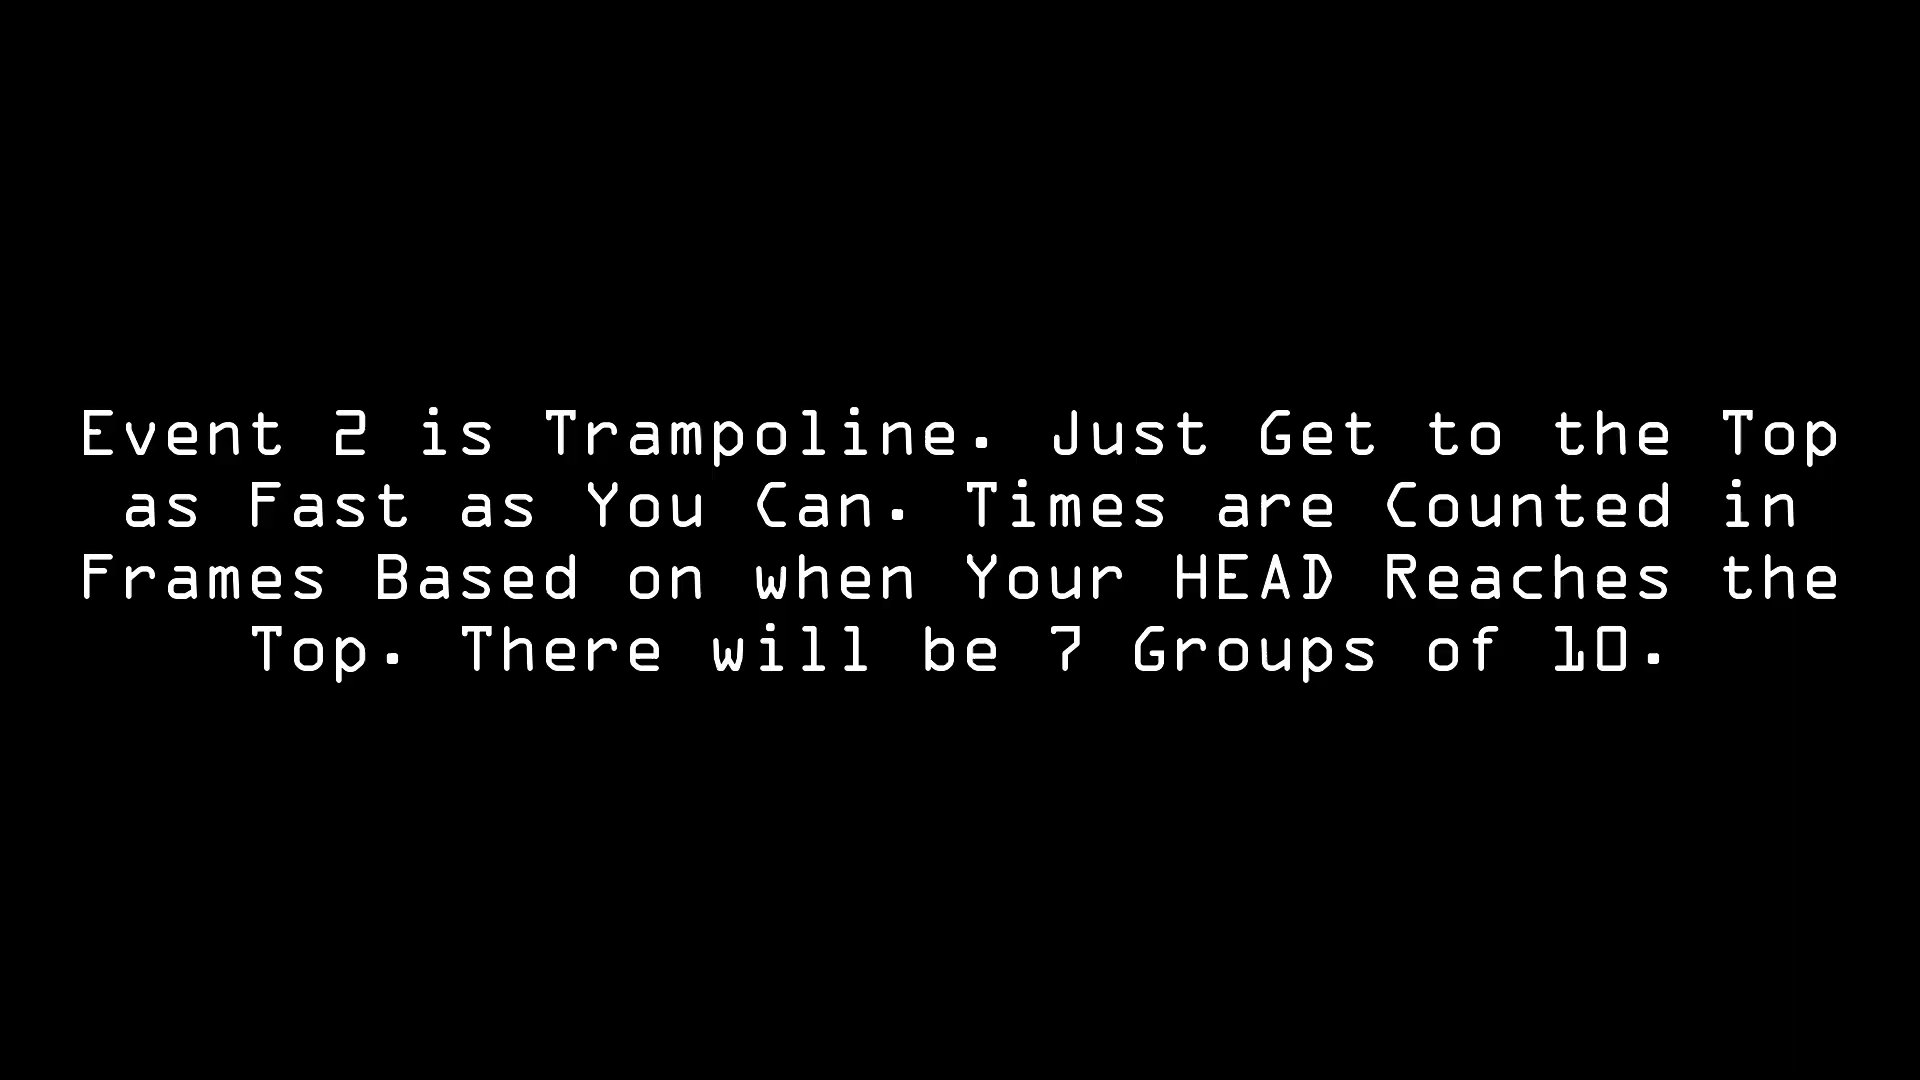 Event 2 is Trampoline. Just Get to the Top
as Fast as You Can. Times are Counted in
Frames Based on when Your HEAD Reaches the
Top. There will be 7 Groups of 10.